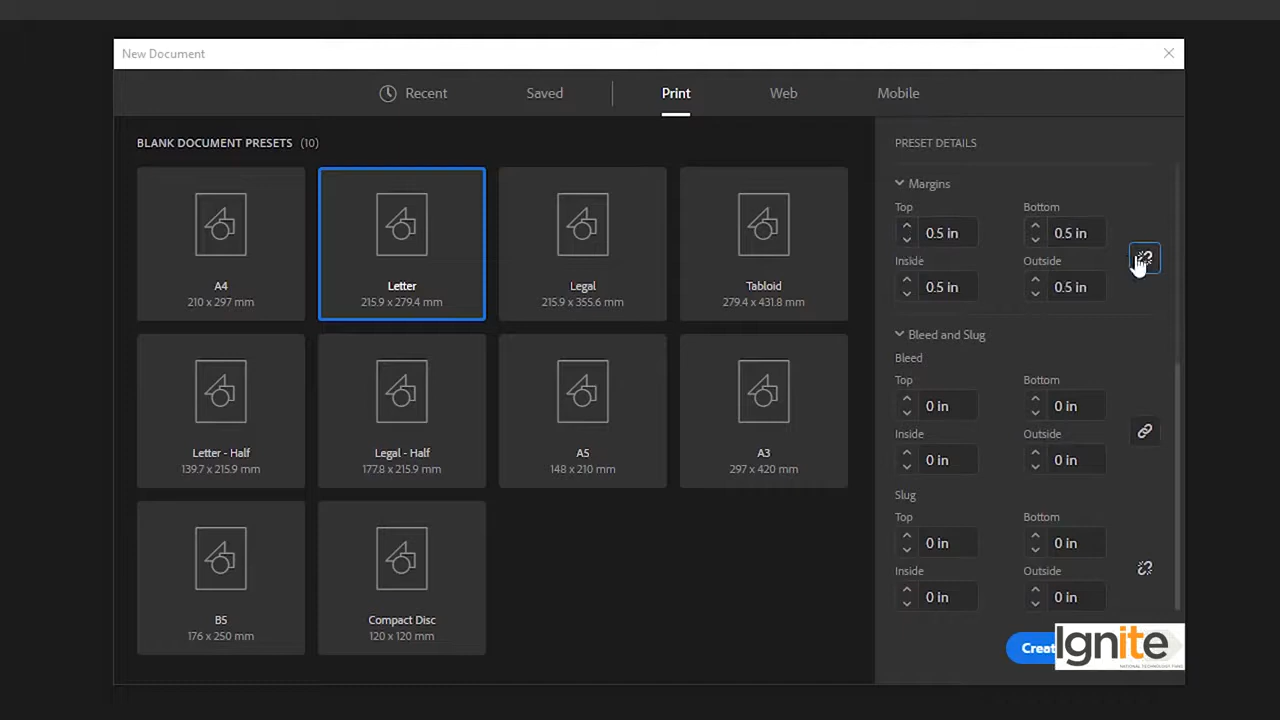 New Document
Recent Saved Print Web Mobile
BLANK DOCUMENT PRESETS (10)
PRESET DETAILS
A4
210 x 297 mm
Letter
215.9 x 279.4 mm
Legal
215.9 x 355.6 mm
Tabloid
279.4 x 431.8 mm
Letter - Half
139.7 x 215.9 mm
Legal - Half
177.8 x 215.9 mm
A5
148 x 210 mm
A3
297 x 420 mm
B5
176 x 250 mm
Compact Disc
120 x 120 mm
Margins
Top Bottom
0.5 in 0.5 in
Inside Outside
0.5 in 0.5 in
Bleed and Slug
Bleed
Top Bottom
0 in 0 in
Inside Outside
0 in 0 in
Slug
Top Bottom
0 in 0 in
Inside Outside
0 in 0 in
Creat
Ignite